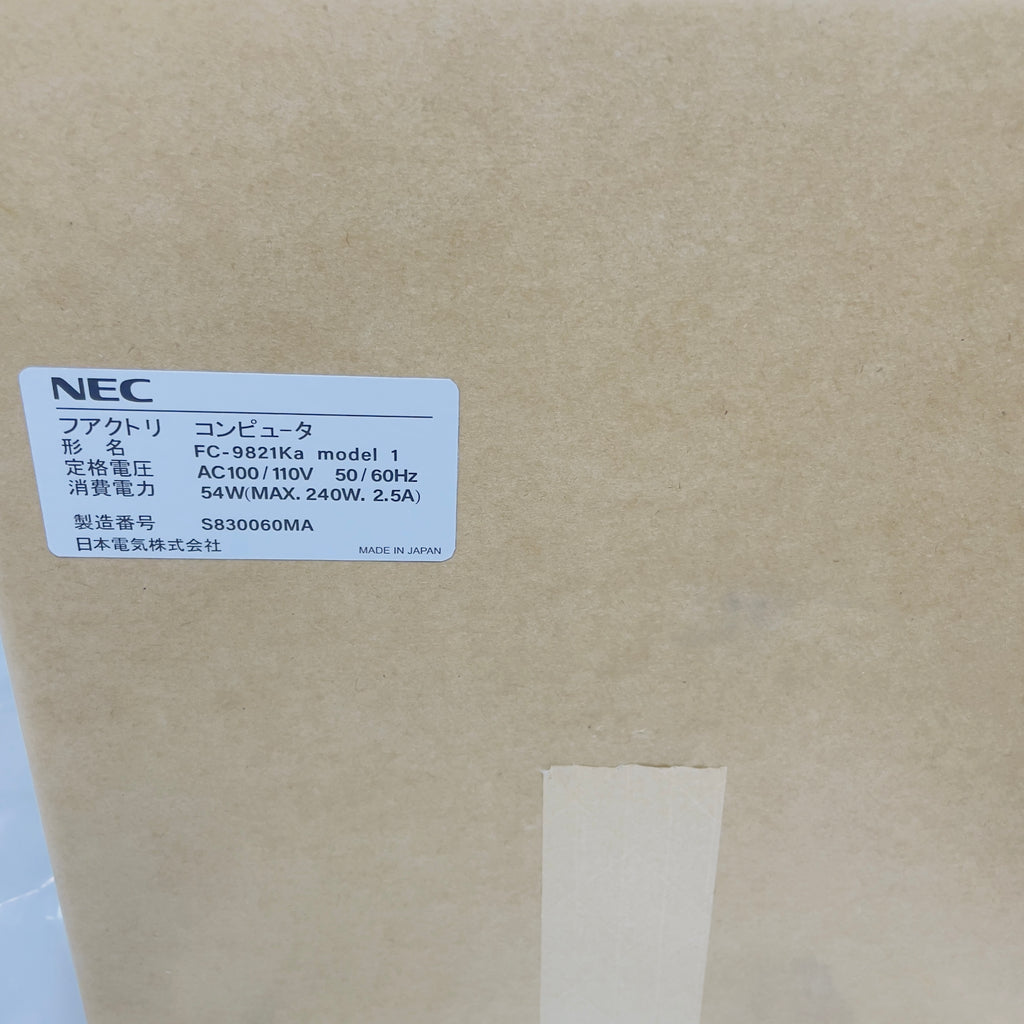 NEC
フアクトリ コンピュータ
形 名 FC-9821Ka model 1
定格電圧 AC100/110V 50/60Hz
消費電力 54W(MAX. 240W. 2.5A)
製造番号 S830060MA
日本電気株式会社 MADE IN JAPAN